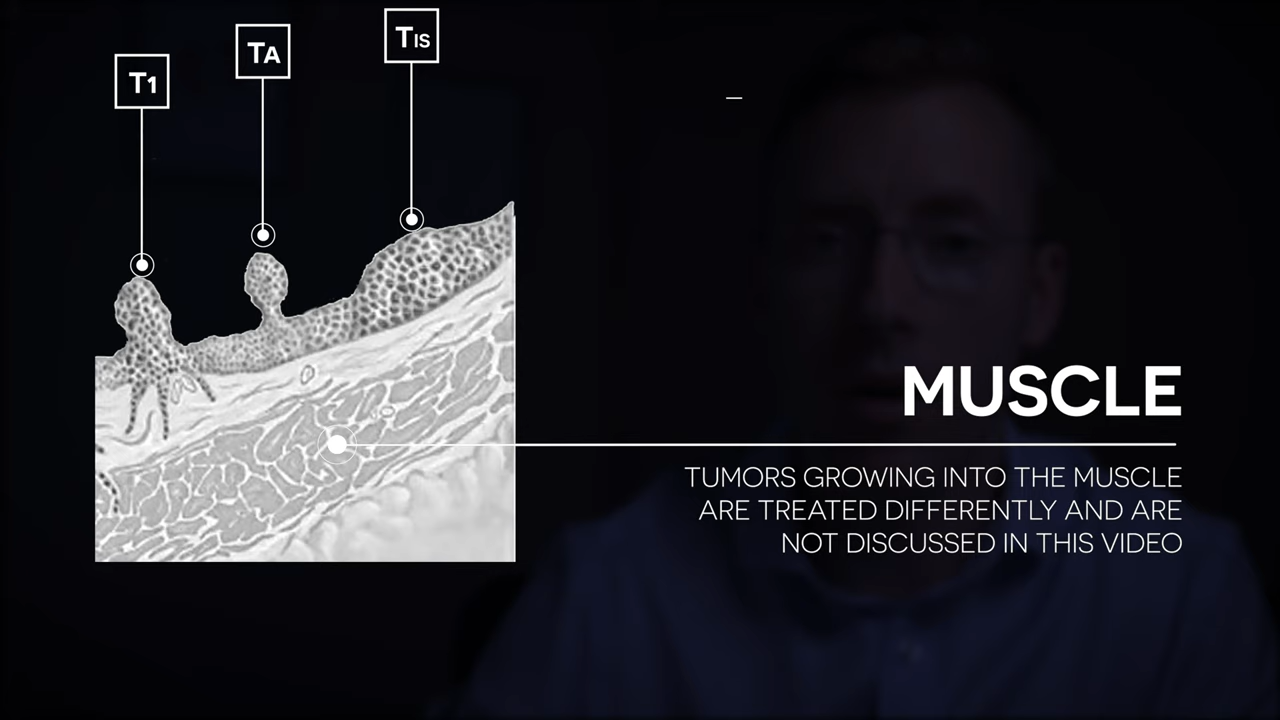 T1
TA
TIS
MUSCLE
TUMORS GROWING INTO THE MUSCLE
ARE TREATED DIFFERENTLY AND ARE
NOT DISCUSSED IN THIS VIDEO